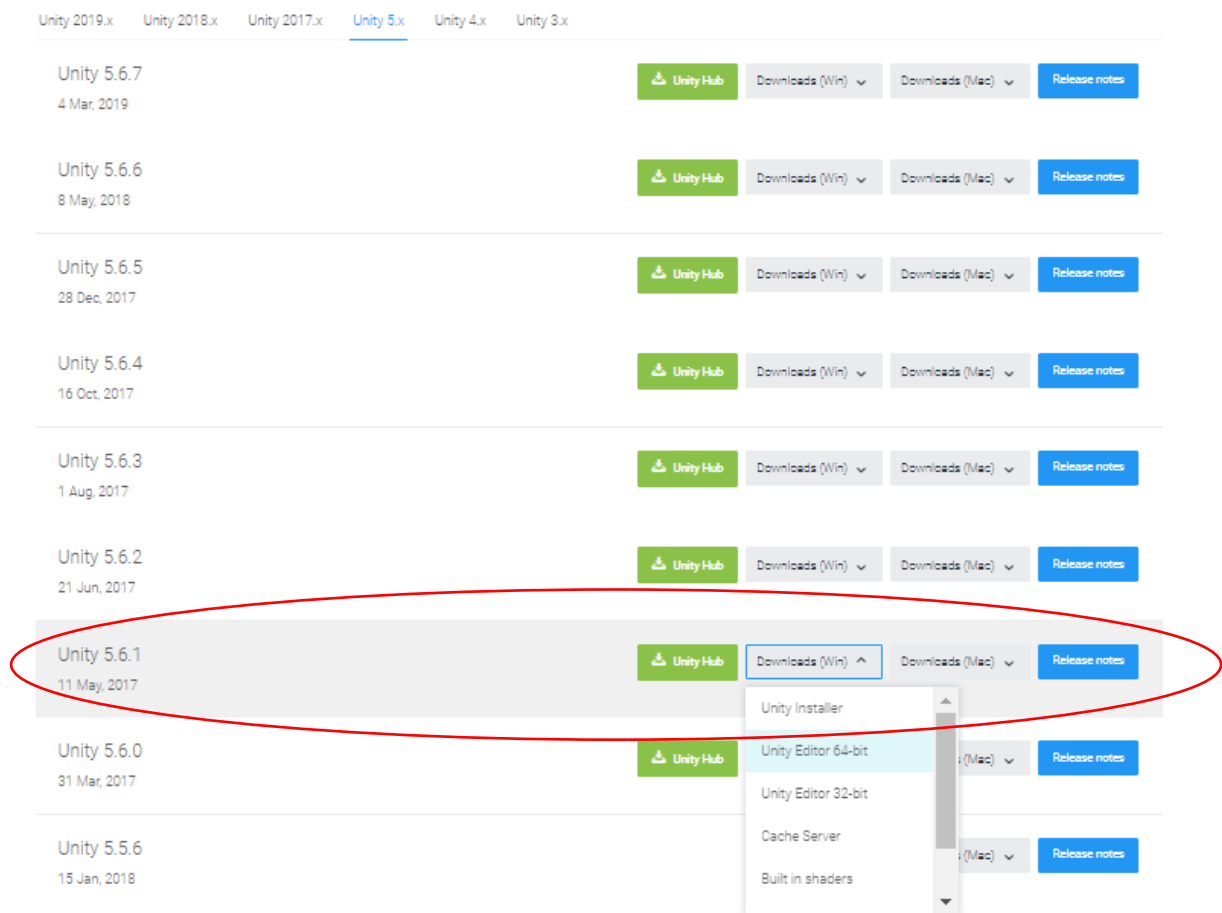 Unity 2019.x Unity 2018.x Unity 2017.x Unity 5.x Unity 4.x Unity 3.x
Unity 5.6.7 Unity Hub Downloads (Win) Downloads (Mac) Release notes
4 Mar, 2019
Unity 5.6.6 Unity Hub Downloads (Win) Downloads (Mac) Release notes
8 May, 2018
Unity 5.6.5 Unity Hub Downloads (Win) Downloads (Mac) Release notes
28 Dec, 2017
Unity 5.6.4 Unity Hub Downloads (Win) Downloads (Mac) Release notes
16 Oct, 2017
Unity 5.6.3 Unity Hub Downloads (Win) Downloads (Mac) Release notes
1 Aug, 2017
Unity 5.6.2 Unity Hub Downloads (Win) Downloads (Mac) Release notes
21 Jun, 2017
Unity 5.6.1 Unity Hub Downloads (Win) Downloads (Mac) Release notes
11 May, 2017
Unity Installer
Unity Editor 64-bit
Unity Editor 32-bit
Cache Server
Built in shaders
Unity 5.6.0 Unity Hub (Mac) Release notes
31 Mar, 2017
Unity 5.5.6 (Mac) Release notes
15 Jan, 2018